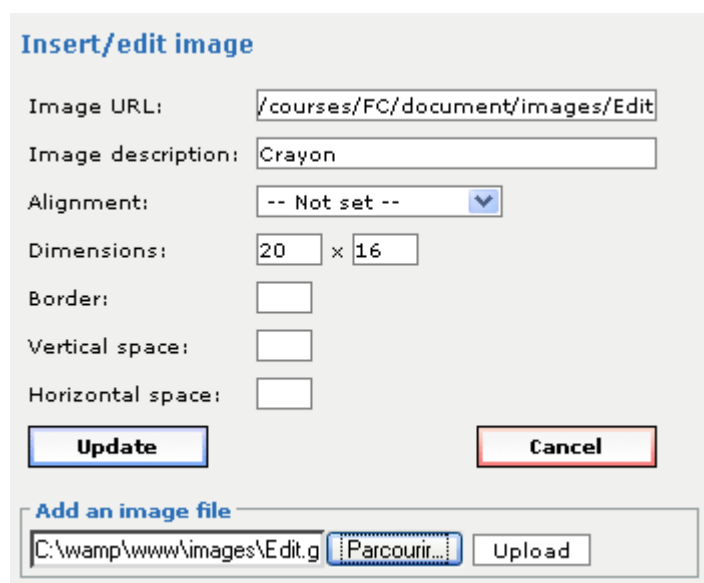 Insert/edit image
Image URL: /courses/FC/document/images/Edit
Image description: Crayon
Alignment: -- Not set --
Dimensions: 20 x 16
Border:
Vertical space:
Horizontal space:
Update Cancel
Add an image file
C:\wamp\www\images\Edit.g Parcourir... Upload